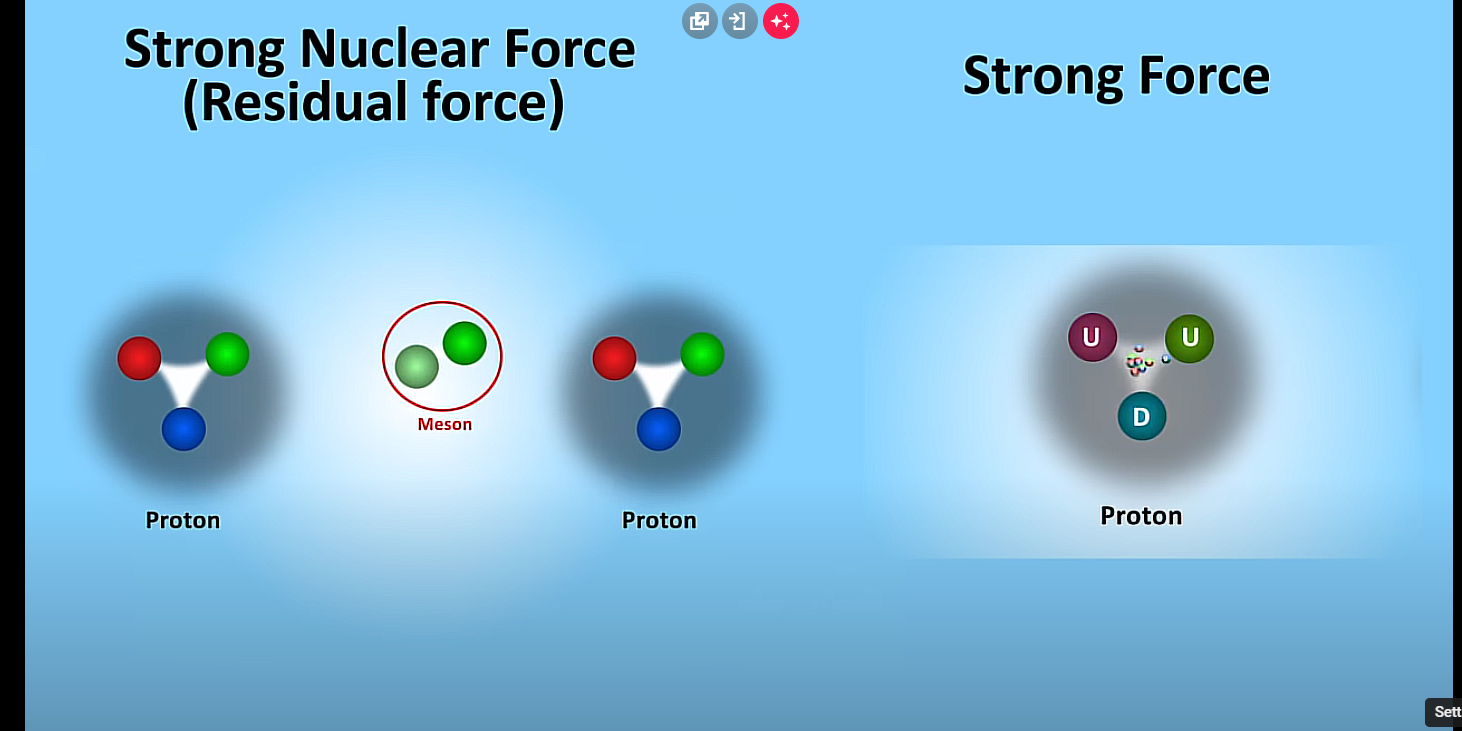 Strong Nuclear Force
(Residual force)
Strong Force
Meson
Proton
Proton
U
U
D
Proton
Sett